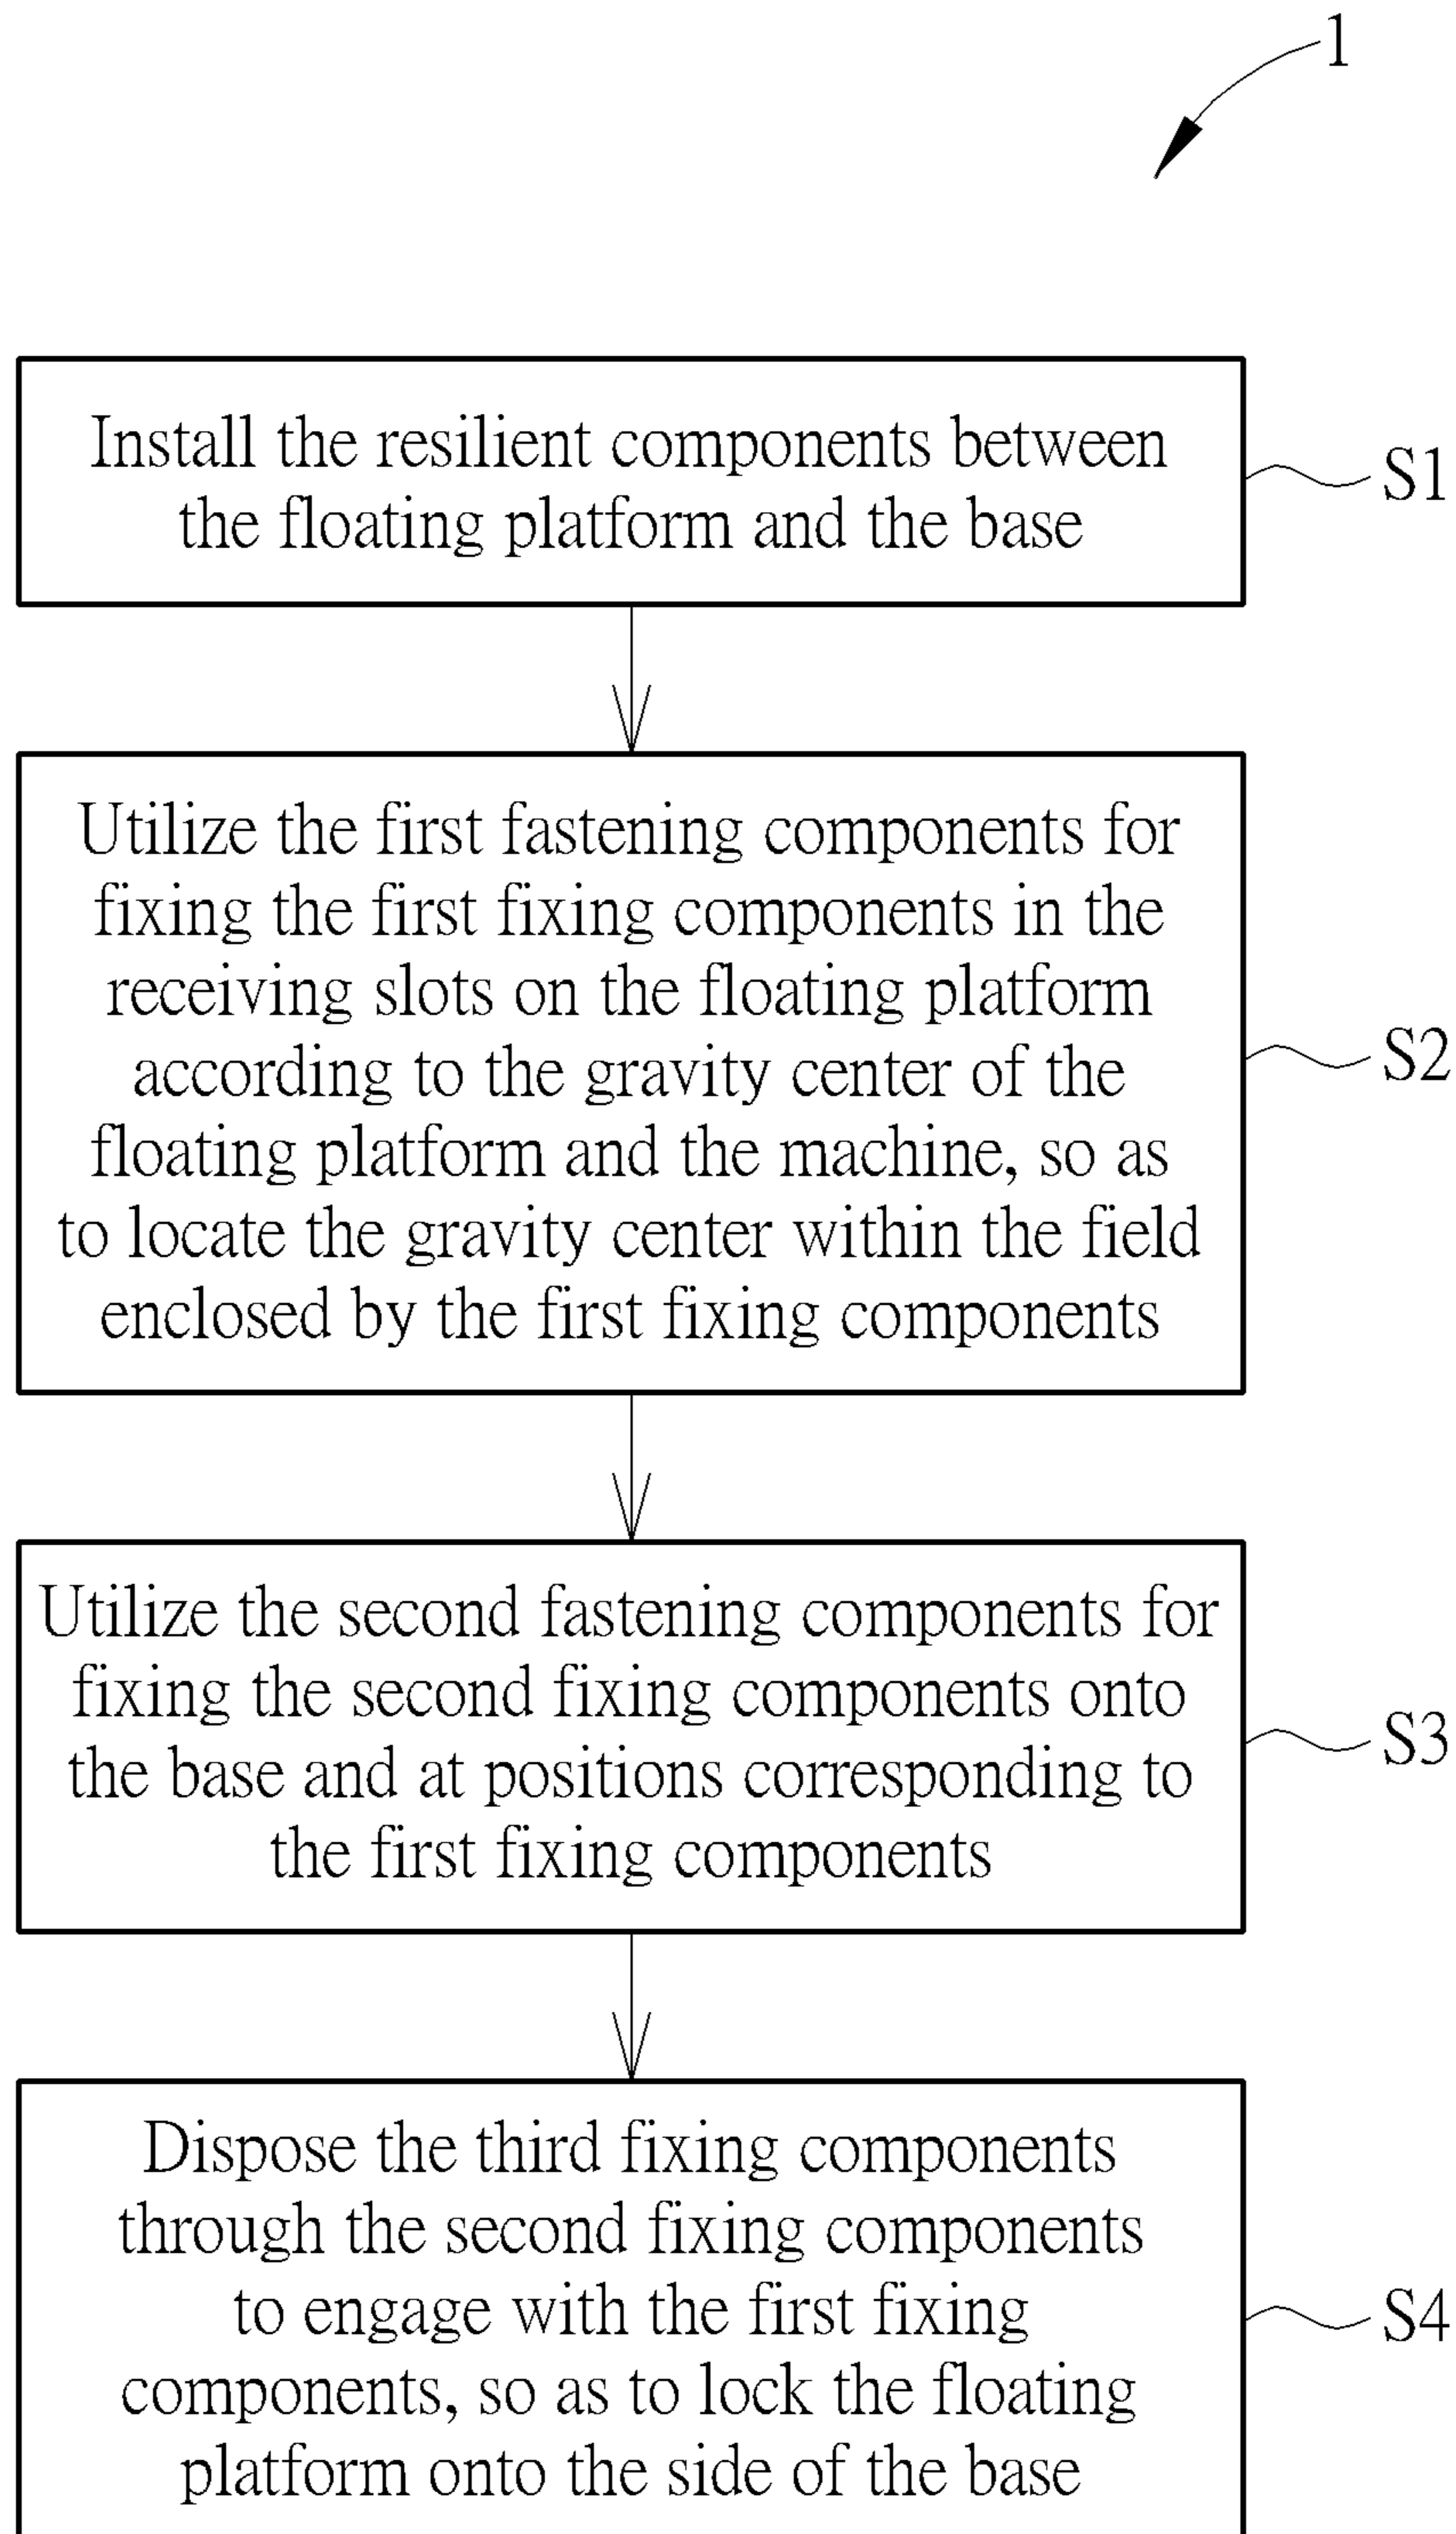 1
Install the resilient components between
the floating platform and the base
S1
Utilize the first fastening components for
fixing the first fixing components in the
receiving slots on the floating platform
according to the gravity center of the
floating platform and the machine, so as
to locate the gravity center within the field
enclosed by the first fixing components
S2
Utilize the second fastening components for
fixing the second fixing components onto
the base and at positions corresponding to
the first fixing components
S3
Dispose the third fixing components
through the second fixing components
to engage with the first fixing
components, so as to lock the floating
platform onto the side of the base
S4